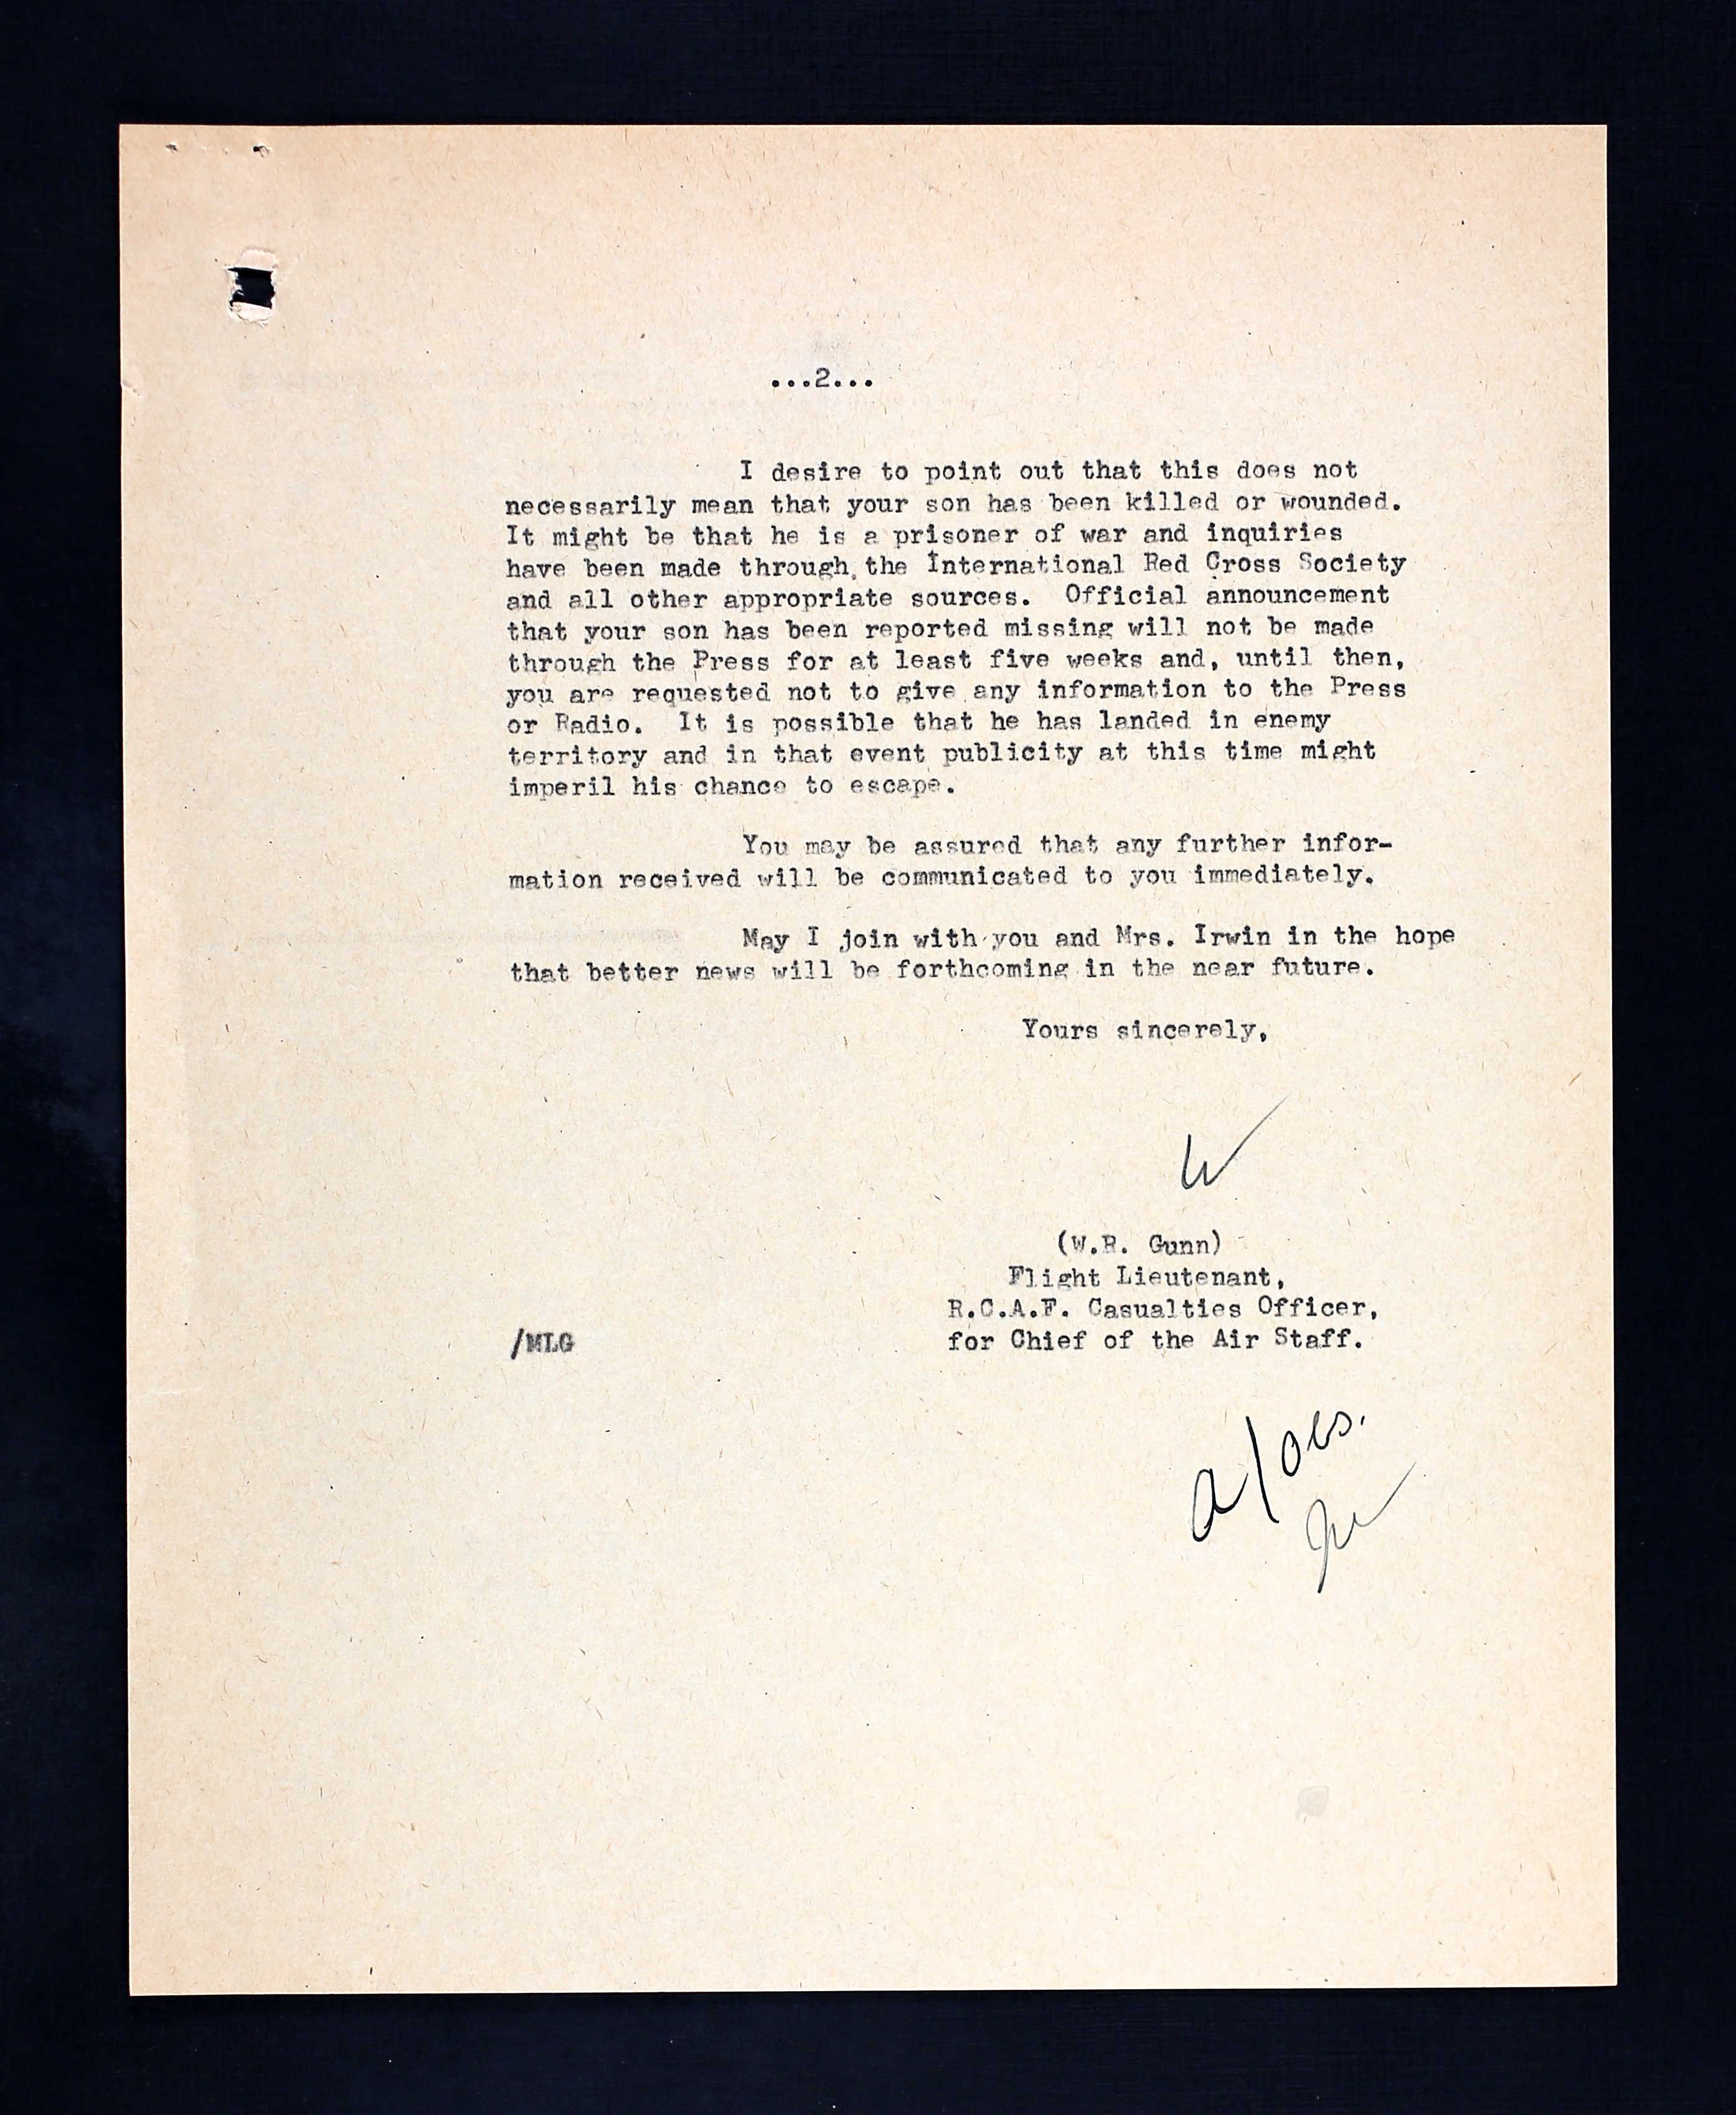 ...2...
I desire to point out that this does not
necessarily mean that your son has been killed or wounded.
It might be that he is a prisoner of war and inquiries
have been made through the International Red Cross Society
and all other appropriate sources. Official announcement
that your son has been reported missing will not be made
through the Press for at least five weeks and, until then,
you are requested not to give any information to the Press
or Radio. It is possible that he has landed in enemy
territory and in that event publicity at this time might
imperil his chance to escape.
You may be assured that any further infor-
mation received will be communicated to you immediately.
May I join with you and Mrs. Irwin in the hope
that better news will be forthcoming in the near future.
Yours sincerely,
(W.R. Gunn)
Flight Lieutenant,
R.C.A.F. Casualties Officer,
for Chief of the Air Staff.
/MLG